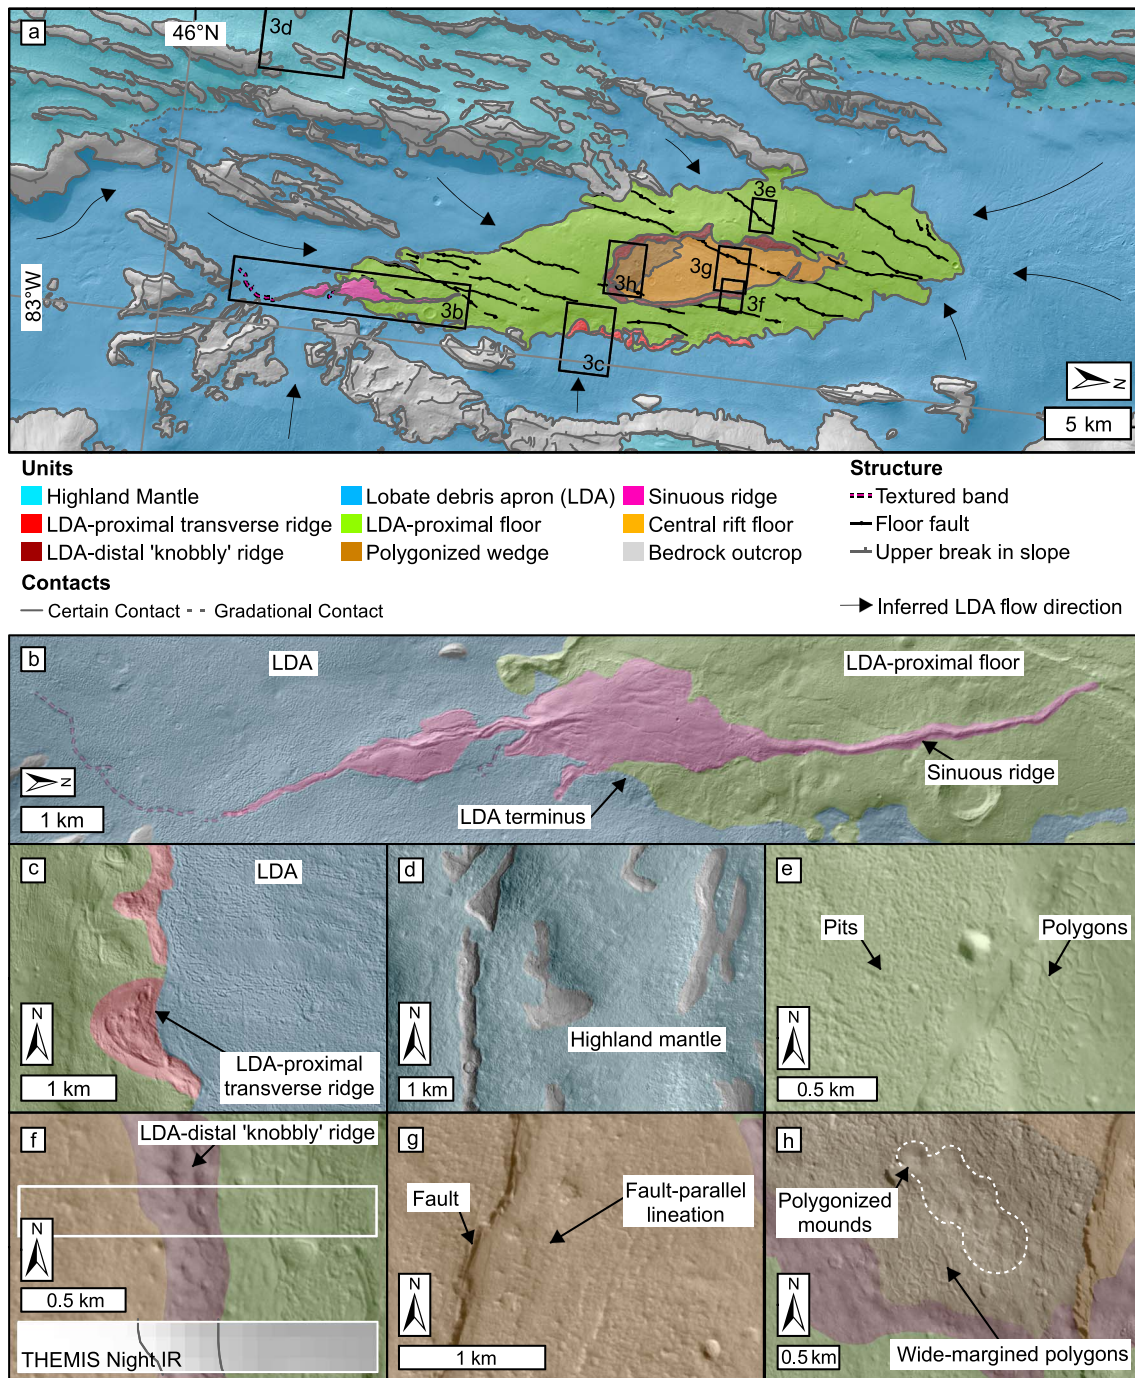 a
46°N
3d
3e
3g
3h
3f
3b
83°W
3c
N
5 km
Units
Highland Mantle
LDA-proximal transverse ridge
LDA-distal 'knobbly' ridge
Lobate debris apron (LDA)
LDA-proximal floor
Polygonized wedge
Sinuous ridge
Central rift floor
Bedrock outcrop
Structure
Textured band
Floor fault
Upper break in slope
Contacts
Certain Contact
Gradational Contact
Inferred LDA flow direction
b
LDA
LDA-proximal floor
Sinuous ridge
LDA terminus
N
1 km
c
LDA
N
LDA-proximal
transverse ridge
1 km
d
Highland mantle
N
1 km
e
Pits
Polygons
N
0.5 km
f
LDA-distal 'knobbly' ridge
N
0.5 km
THEMIS Night IR
g
Fault
Fault-parallel
lineation
N
1 km
h
Polygonized
mounds
N
0.5 km
Wide-margined polygons